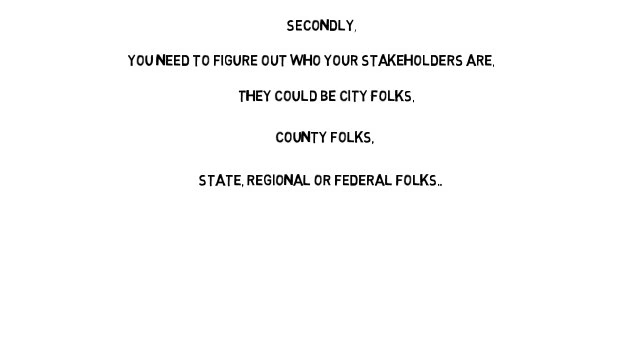 SECONDLY,
YOU NEED TO FIGURE OUT WHO YOUR STAKEHOLDERS ARE,
THEY COULD BE CITY FOLKS,
COUNTY FOLKS,
STATE, REGIONAL OR FEDERAL FOLKS..